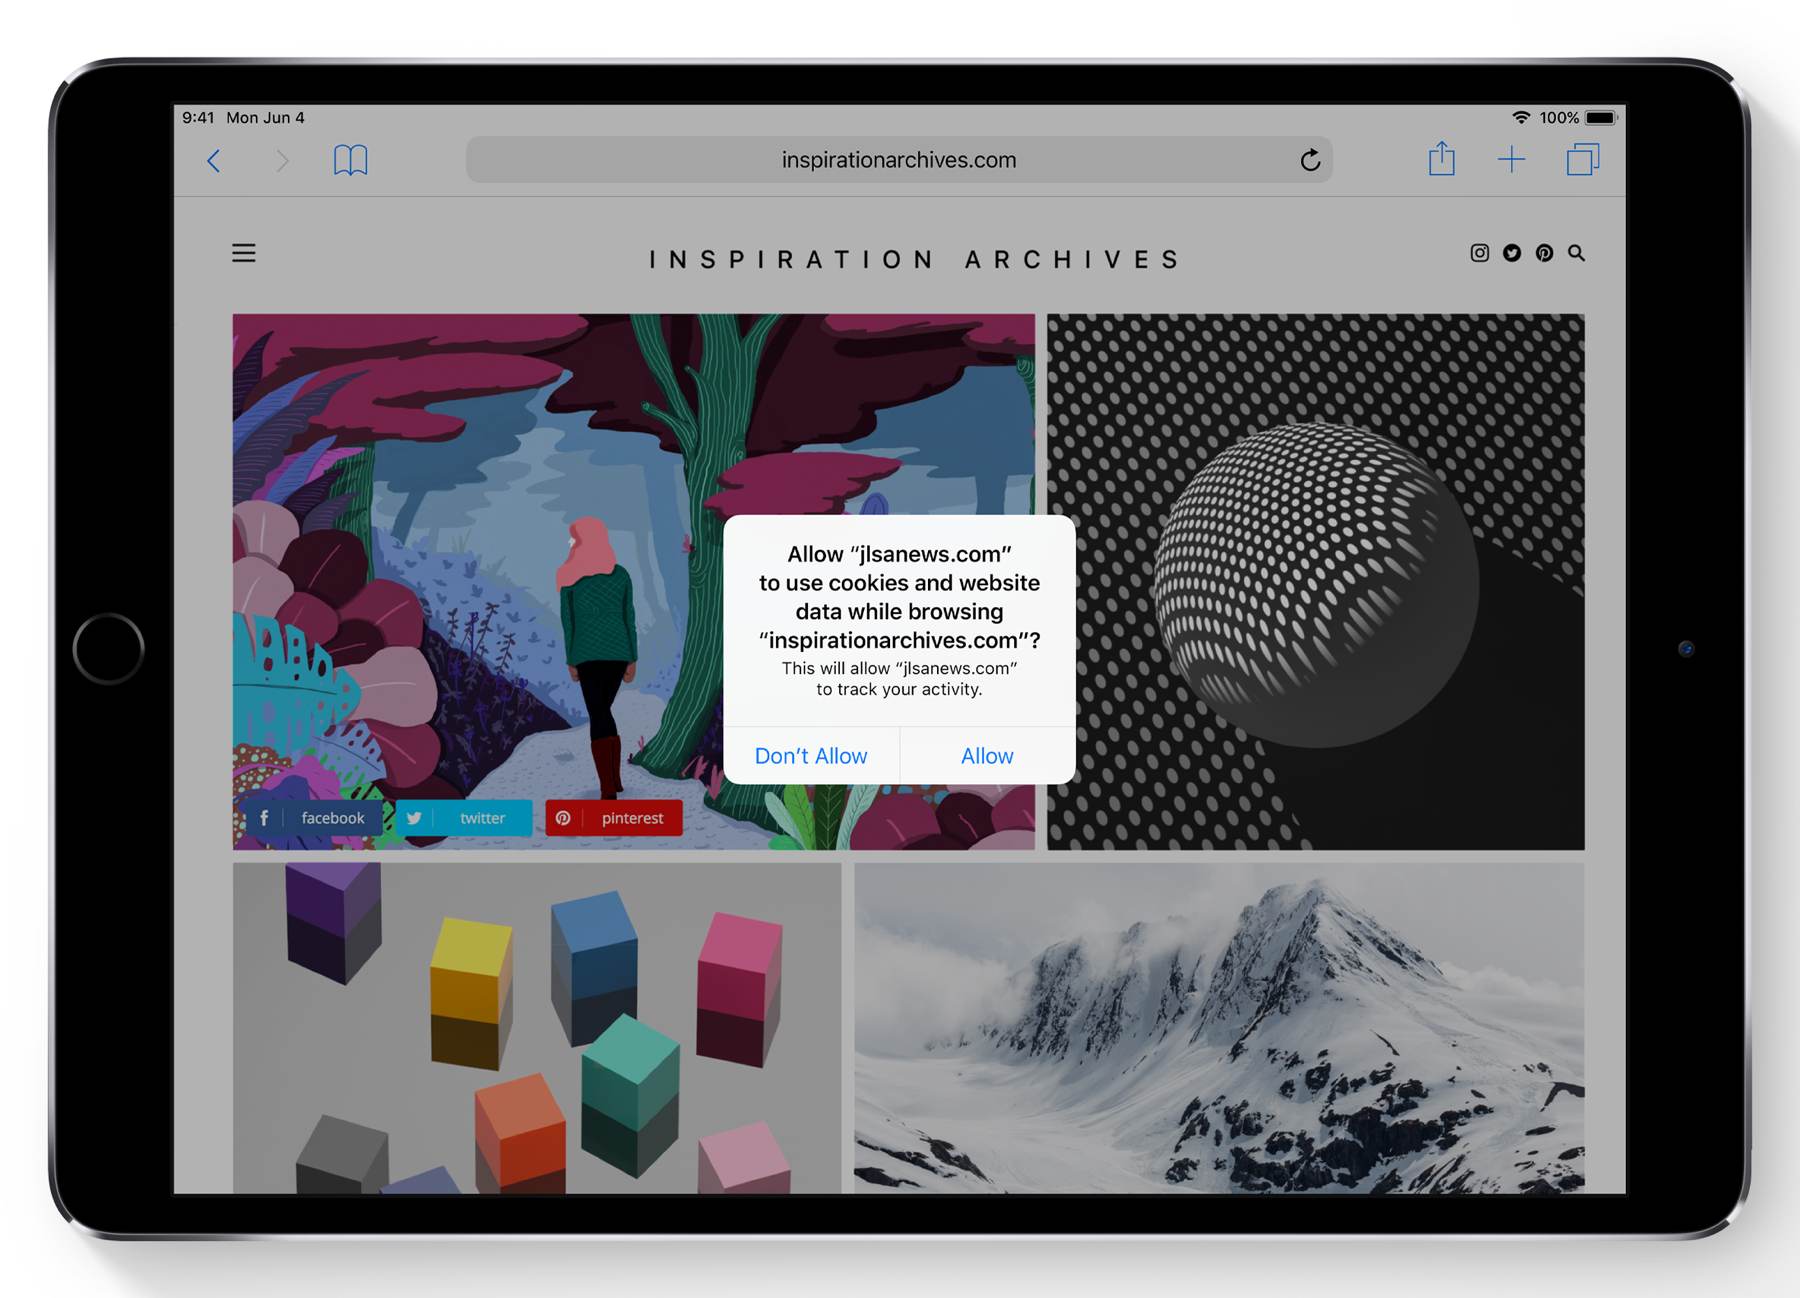 9:41 Mon Jun 4
100%
inspirationarchives.com
INSPIRATION ARCHIVES
Allow “jlsanews.com”
to use cookies and website
data while browsing
“inspirationarchives.com”?
This will allow “jlsanews.com”
to track your activity.
Don’t Allow
Allow
facebook
twitter
pinterest